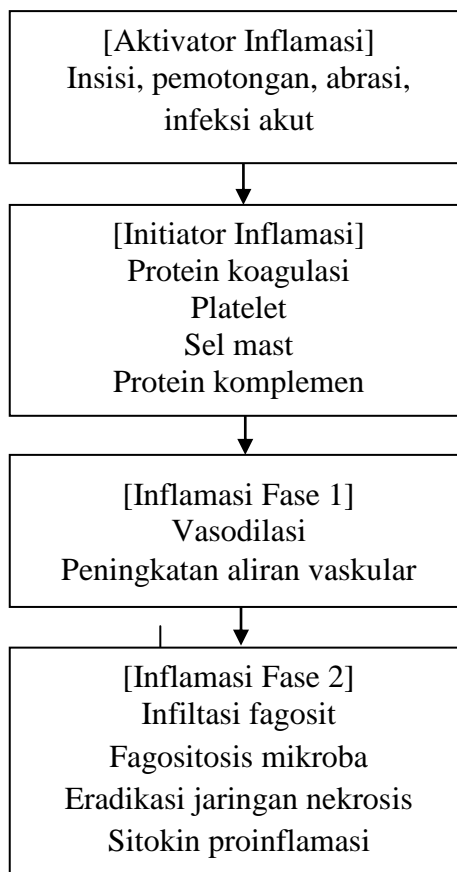 [Aktivator Inflamasi]
Insisi, pemotongan, abrasi,
infeksi akut
[Initiator Inflamasi]
Protein koagulasi
Platelet
Sel mast
Protein komplemen
[Inflamasi Fase 1]
Vasodilasi
Peningkatan aliran vaskular
[Inflamasi Fase 2]
Infiltasi fagosit
Fagositosis mikroba
Eradikasi jaringan nekrosis
Sitokin proinflamasi